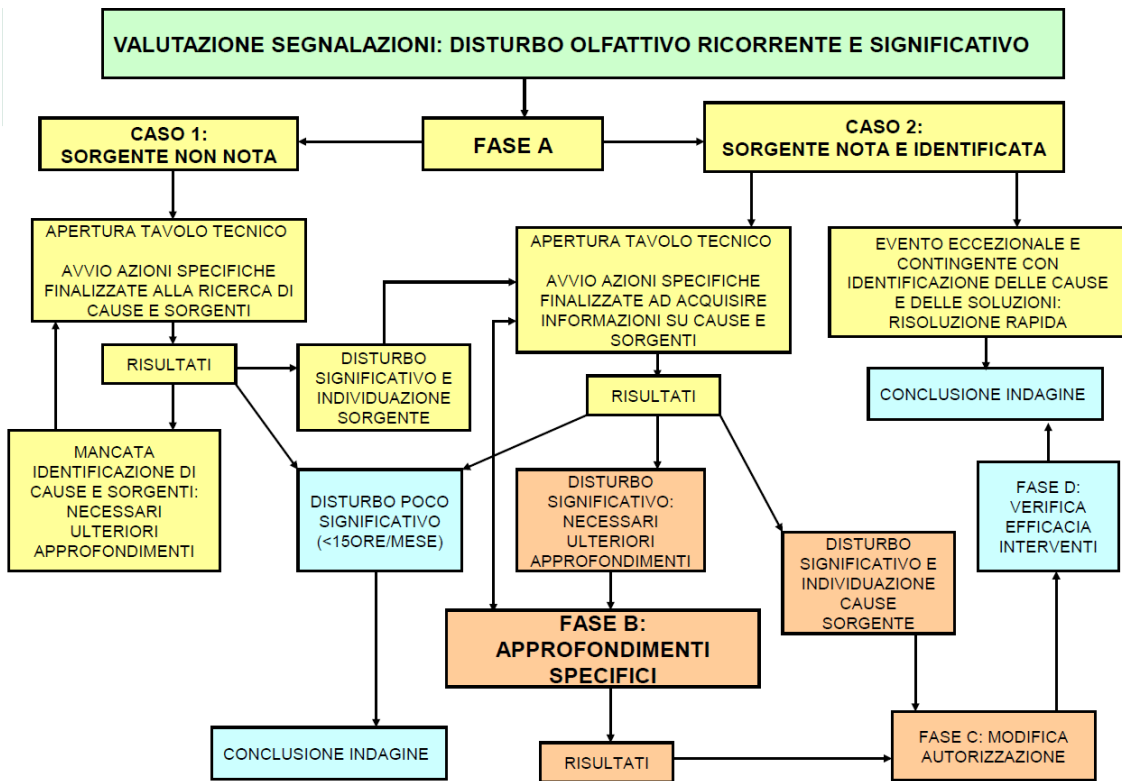 VALUTAZIONE SEGNALAZIONI: DISTURBO OLFATTIVO RICORRENTE E SIGNIFICATIVO
CASO 1:
SORGENTE NON NOTA
FASE A
CASO 2:
SORGENTE NOTA E IDENTIFICATA
APERTURA TAVOLO TECNICO
AVVIO AZIONI SPECIFICHE
FINALIZZATE ALLA RICERCA DI
CAUSE E SORGENTI
APERTURA TAVOLO TECNICO
AVVIO AZIONI SPECIFICHE
FINALIZZATE AD ACQUISIRE
INFORMAZIONI SU CAUSE E
SORGENTI
EVENTO ECCEZIONALE E
CONTINGENTE CON
IDENTIFICAZIONE DELLE CAUSE
E DELLE SOLUZIONI:
RISOLUZIONE RAPIDA
RISULTATI
DISTURBO
SIGNIFICATIVO E
INDIVIDUAZIONE
SORGENTE
RISULTATI
CONCLUSIONE INDAGINE
MANCATA
IDENTIFICAZIONE DI
CAUSE E SORGENTI:
NECESSARI
ULTERIORI
APPROFONDIMENTI
DISTURBO POCO
SIGNIFICATIVO
(<15ORE/MESE)
DISTURBO
SIGNIFICATIVO:
NECESSARI
ULTERIORI
APPROFONDIMENTI
DISTURBO
SIGNIFICATIVO E
INDIVIDUAZIONE
CAUSE
SORGENTE
FASE D:
VERIFICA
EFFICACIA
INTERVENTI
FASE B:
APPROFONDIMENTI
SPECIFICI
CONCLUSIONE INDAGINE
RISULTATI
FASE C: MODIFICA
AUTORIZZAZIONE